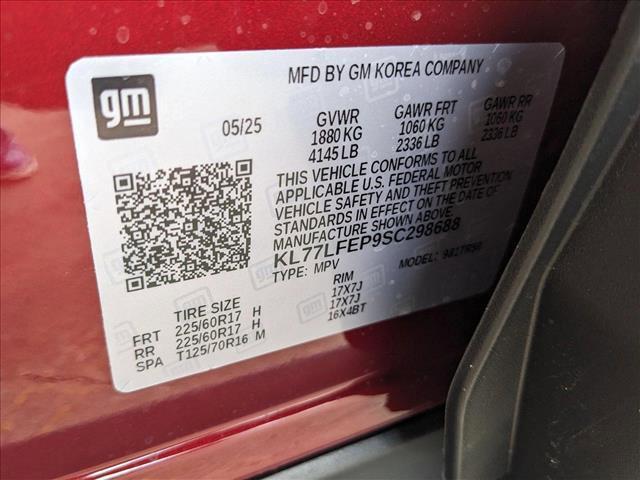 gm
MFD BY GM KOREA COMPANY
05/25
GVWR GAWR FRT GAWR RR
1880 KG 1060 KG 1060 KG
4145 LB 2336 LB 2336 LB
THIS VEHICLE CONFORMS TO ALL
APPLICABLE U.S. FEDERAL MOTOR
VEHICLE SAFETY AND THEFT PREVENTION
STANDARDS IN EFFECT ON THE DATE OF
MANUFACTURE SHOWN ABOVE.
KL77LFEP9SC298688
TYPE: MPV MODEL:
TIRE SIZE RIM
FRT 225/60R17 H 17X7J
RR 225/60R17 H 17X7J
SPA T125/70R16 M 16X4BT